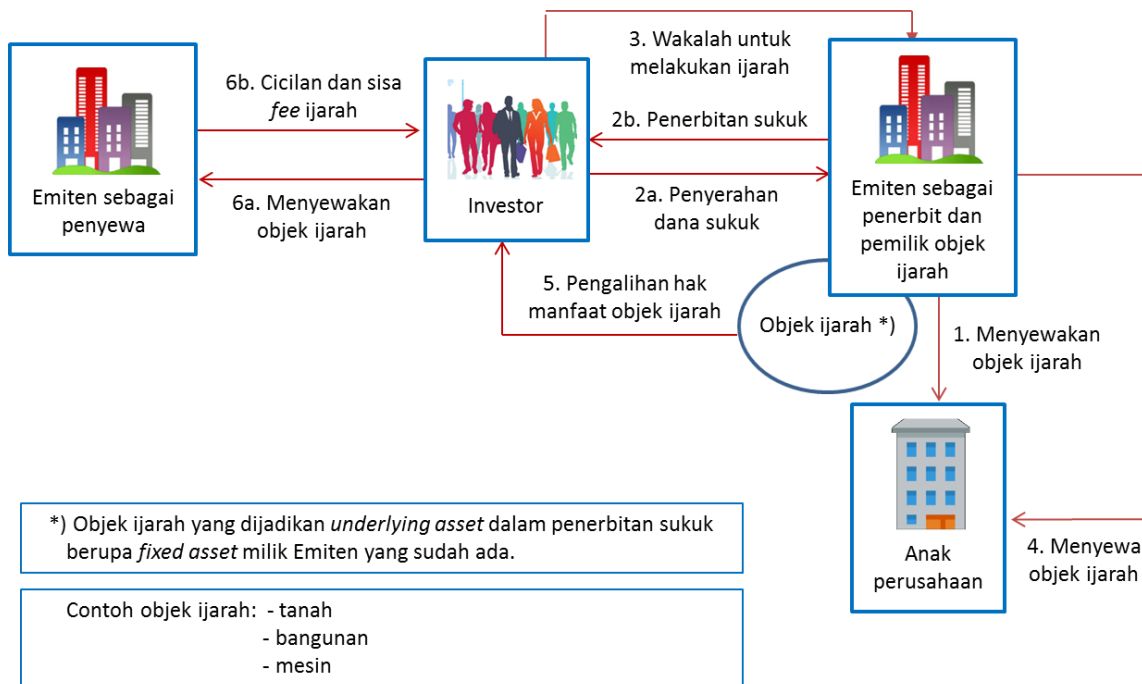 3. Wakalah untuk
melakukan ijarah
6b. Cicilan dan sisa
fee ijarah
2b. Penerbitan sukuk
Emiten sebagai
penyewa
6a. Menyewakan
objek ijarah
Investor
2a. Penyerahan
dana sukuk
Emiten sebagai
penerbit dan
pemilik objek
ijarah
5. Pengalihan hak
manfaat objek ijarah
Objek ijarah *)
1. Menyewakan
objek ijarah
Anak
perusahaan
4. Menyewa
objek ijarah
*) Objek ijarah yang dijadikan underlying asset dalam penerbitan sukuk
berupa fixed asset milik Emiten yang sudah ada.
Contoh objek ijarah: - tanah
- bangunan
- mesin